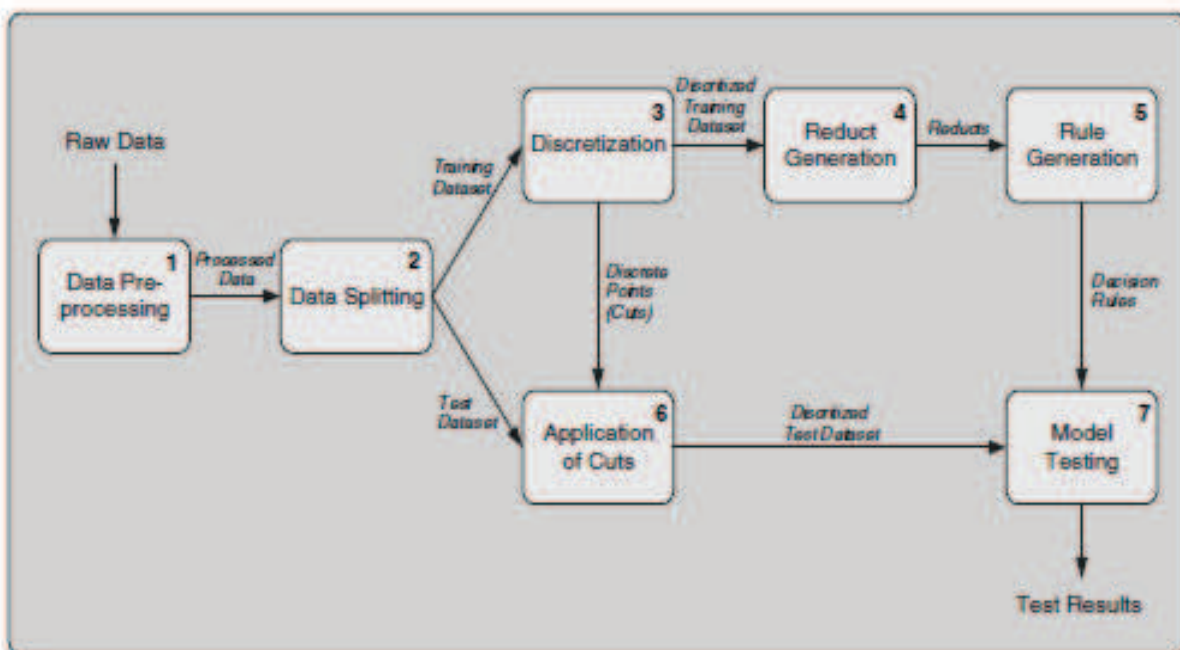 Raw Data
1
Data Pre-
processing
Processed
Data
2
Data Splitting
Training
Dataset
Test
Dataset
3
Discretization
Discritized
Training
Dataset
4
Reduct
Generation
Reducts
5
Rule
Generation
Discrete
Points
(Cuts)
Decision
Rules
6
Application
of Cuts
Discritized
Test Dataset
7
Model
Testing
Test Results